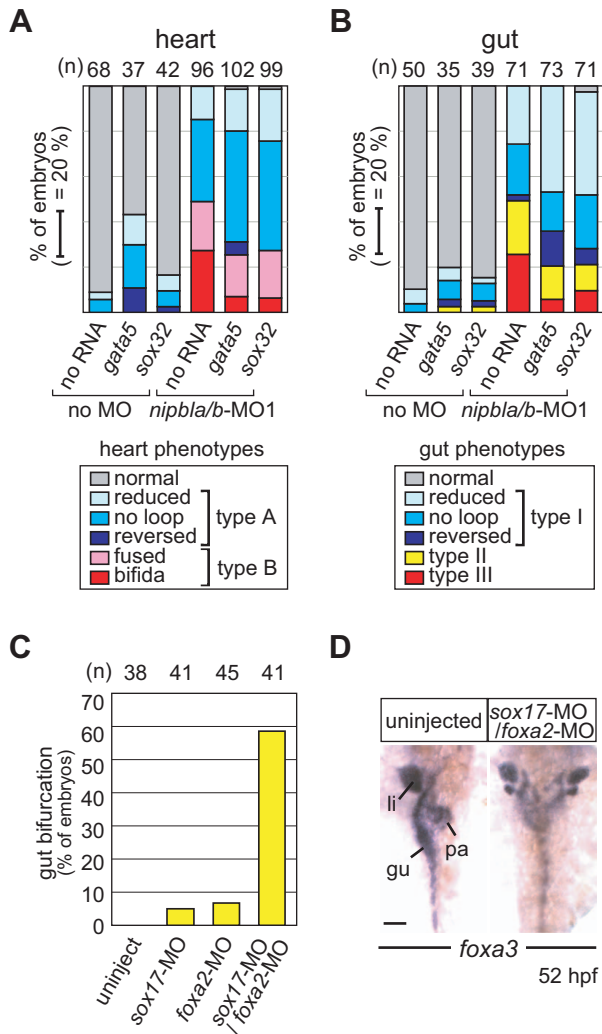 A
heart
(n) 68 37 42 96 102 99
% of embryos
( = 20 %)
no RNA
gata5
sox32
no RNA
gata5
sox32
no MO
nipbla/b-MO1
heart phenotypes
normal
reduced
no loop
reversed
type A
fused
bifida
type B
B
gut
(n) 50 35 39 71 73 71
% of embryos
( = 20 %)
no RNA
gata5
sox32
no RNA
gata5
sox32
no MO
nipbla/b-MO1
gut phenotypes
normal
reduced
no loop
reversed
type I
type II
type III
C
(n) 38 41 45 41
gut bifurcation
(% of embryos)
70
60
50
40
30
20
10
0
uninject
sox17-MO
foxa2-MO
sox17-MO
/ foxa2-MO
D
uninjected
sox17-MO
/foxa2-MO
li
pa
gu
foxa3
52 hpf